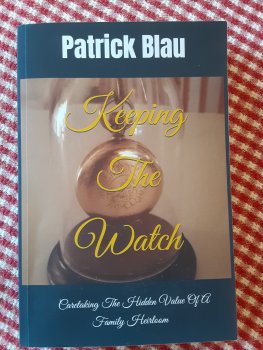 Patrick Blau
Keeping
The
Watch
Caretaking The Hidden Value Of A
Family Heirloom